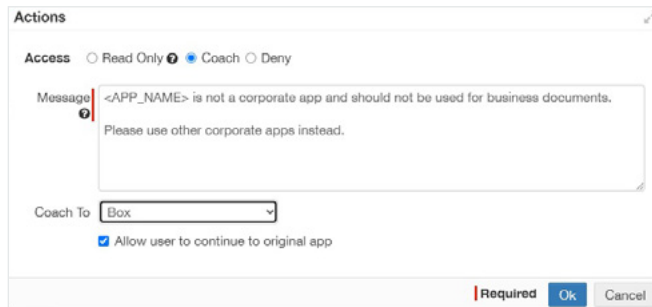 Actions
Access Read Only Coach Deny
Message <APP_NAME> is not a corporate app and should not be used for business documents.
Please use other corporate apps instead.
Coach To Box
Allow user to continue to original app
Required Ok Cancel